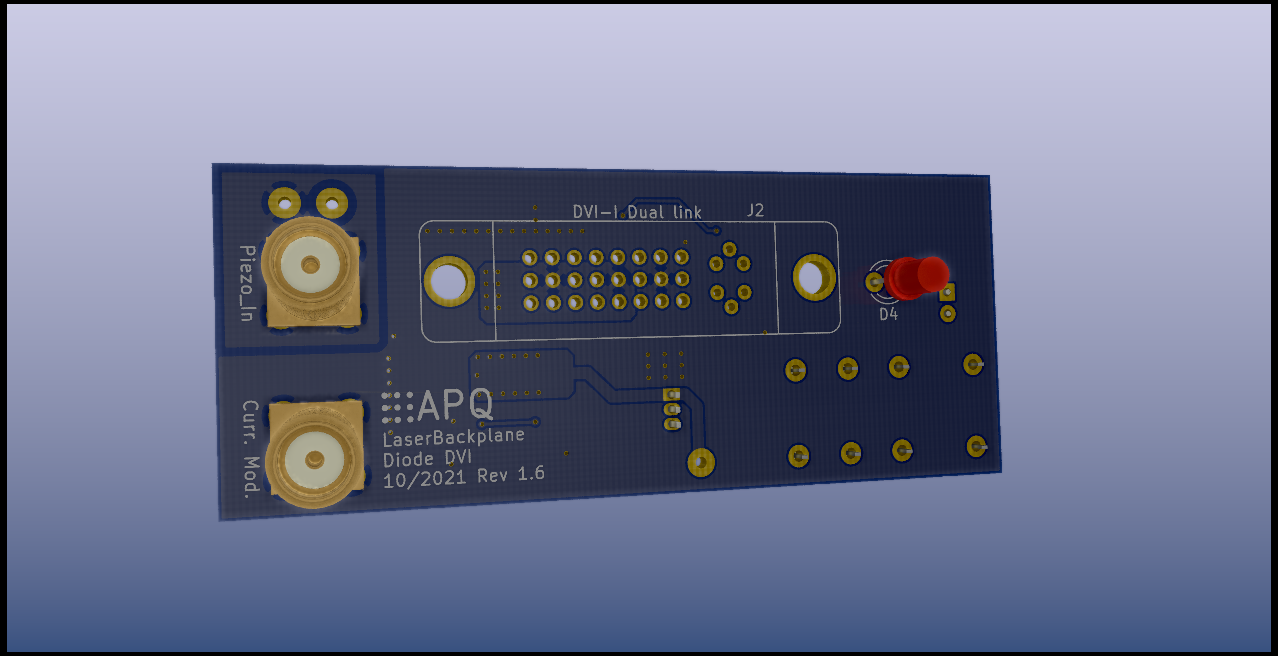 DVI-I Dual link
J2
Piezo_In
D4
APQ
LaserBackplane
Diode DVI
10/2021 Rev 1.6
Curr. Mod.